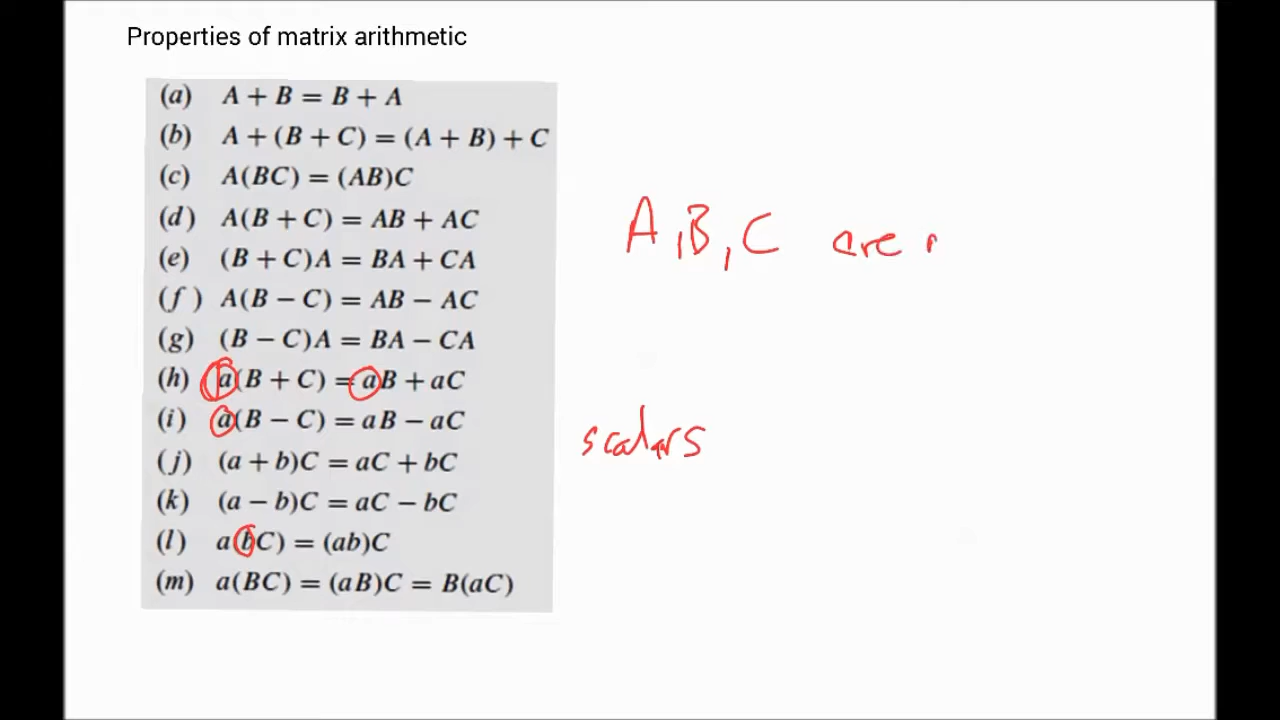 Properties of matrix arithmetic
(a) A + B = B + A
(b) A + (B + C) = (A + B) + C
(c) A(BC) = (AB)C
(d) A(B + C) = AB + AC
(e) (B + C)A = BA + CA
(f) A(B − C) = AB − AC
(g) (B − C)A = BA − CA
(h) a(B + C) = aB + aC
(i) a(B − C) = aB − aC
(j) (a + b)C = aC + bC
(k) (a − b)C = aC − bC
(l) a(bC) = (ab)C
(m) a(BC) = (aB)C = B(aC)
A, B, C are
scalars